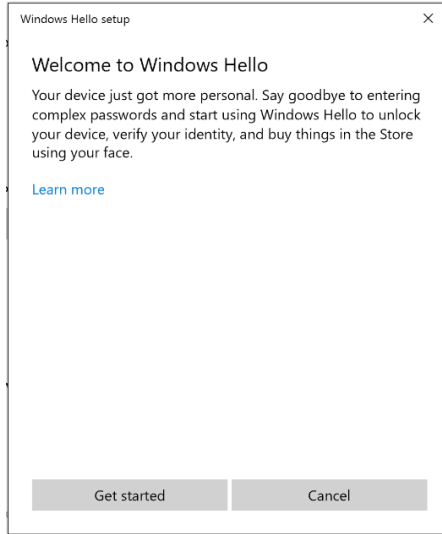 Windows Hello setup
Welcome to Windows Hello
Your device just got more personal. Say goodbye to entering
complex passwords and start using Windows Hello to unlock
your device, verify your identity, and buy things in the Store
using your face.
Learn more
Get started
Cancel